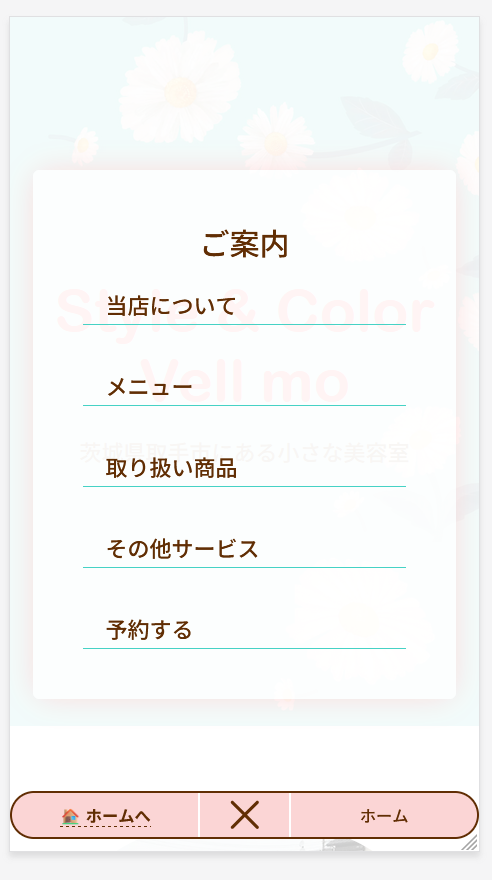 ご案内
当店について
Style & Color
メニュー
Vell mo
茨城県取手市にある小さな美容室
取り扱い商品
その他サービス
予約する
🏠 ホームへ
ホーム